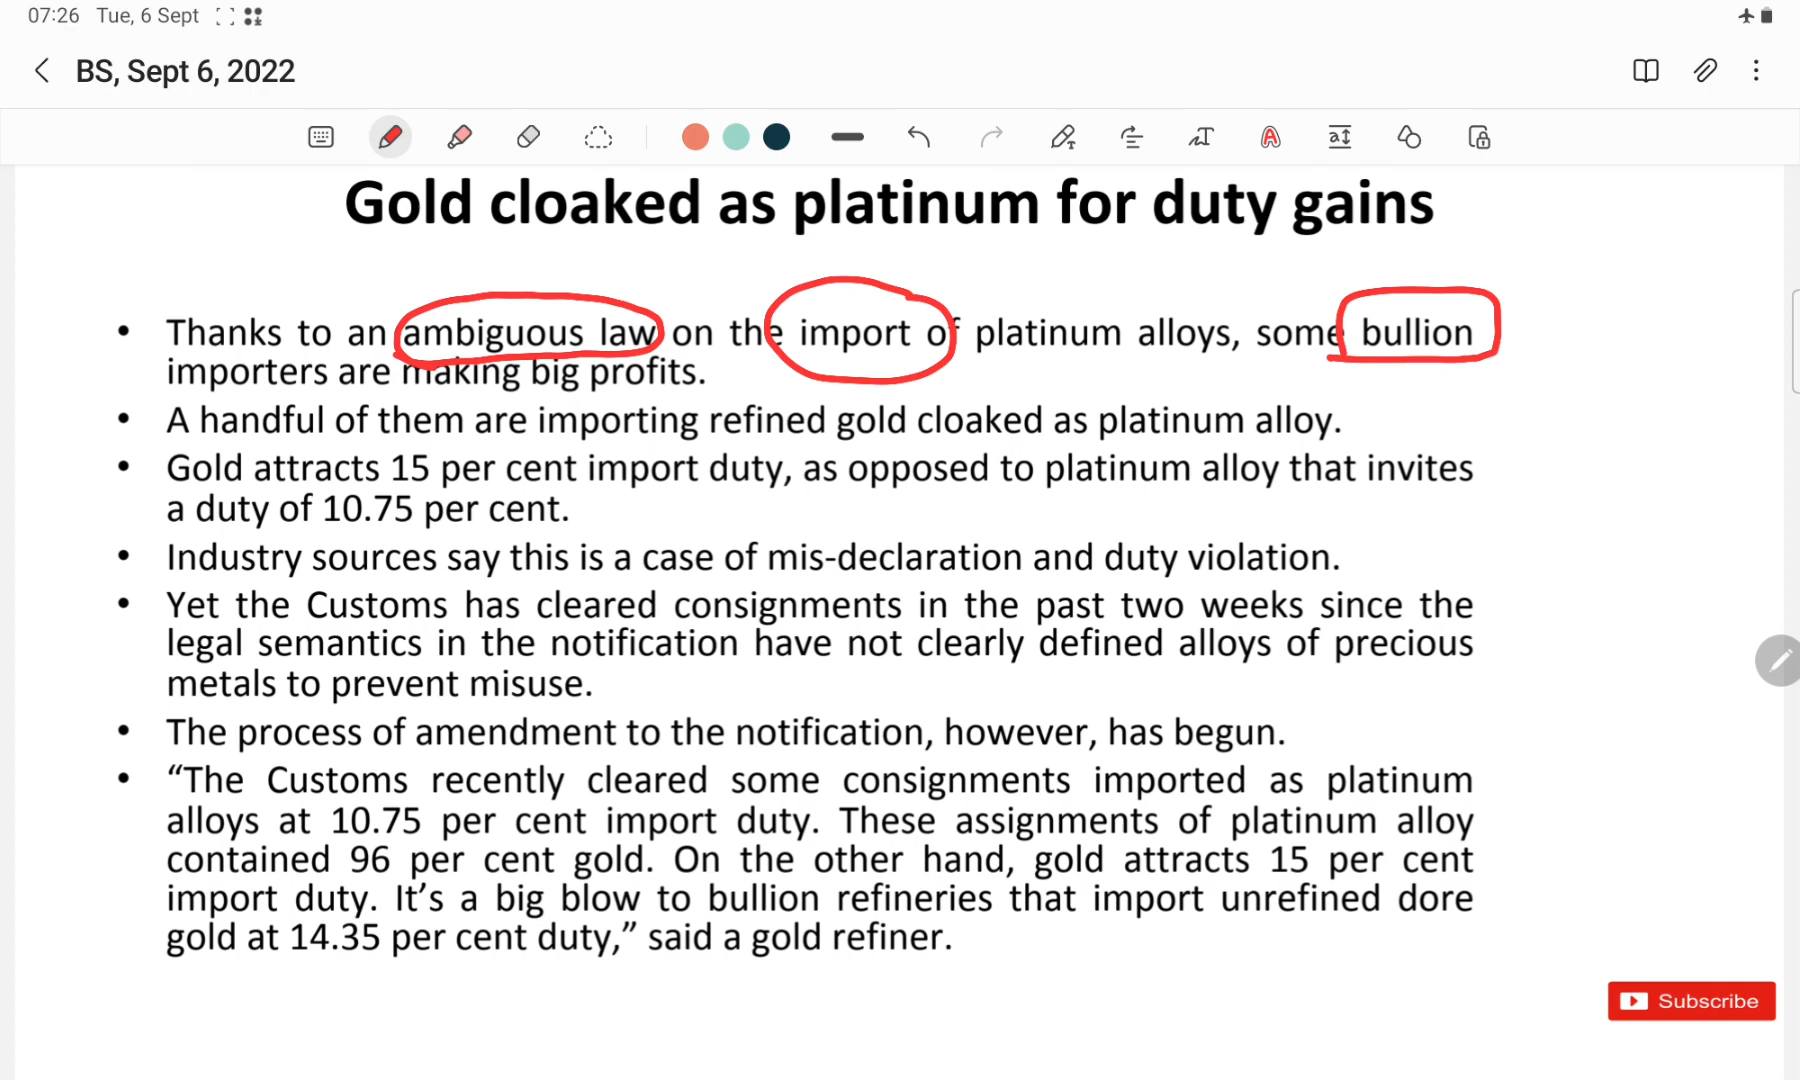 07:26 Tue, 6 Sept
BS, Sept 6, 2022
Gold cloaked as platinum for duty gains
• Thanks to an ambiguous law on the import of platinum alloys, some bullion
importers are making big profits.
• A handful of them are importing refined gold cloaked as platinum alloy.
• Gold attracts 15 per cent import duty, as opposed to platinum alloy that invites
a duty of 10.75 per cent.
• Industry sources say this is a case of mis-declaration and duty violation.
• Yet the Customs has cleared consignments in the past two weeks since the
legal semantics in the notification have not clearly defined alloys of precious
metals to prevent misuse.
• The process of amendment to the notification, however, has begun.
• “The Customs recently cleared some consignments imported as platinum
alloys at 10.75 per cent import duty. These assignments of platinum alloy
contained 96 per cent gold. On the other hand, gold attracts 15 per cent
import duty. It’s a big blow to bullion refineries that import unrefined dore
gold at 14.35 per cent duty,” said a gold refiner.
Subscribe